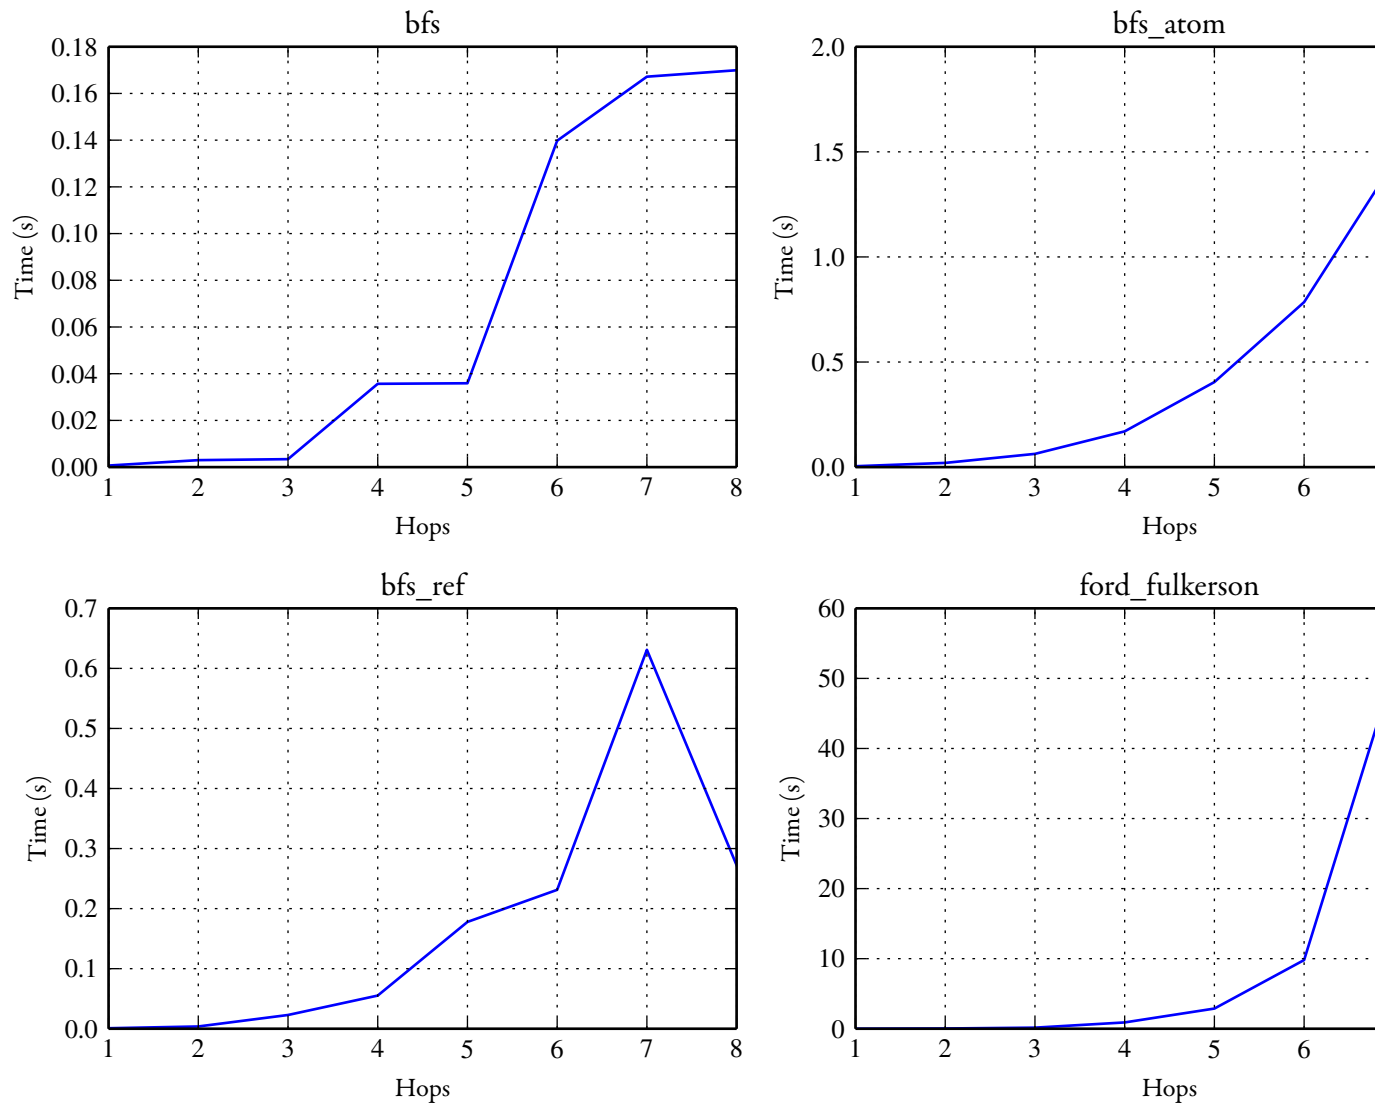 bfs
0.18
0.16
0.14
0.12
0.10
0.08
0.06
0.04
0.02
0.00
Time (s)
1 2 3 4 5 6 7 8
Hops
bfs_atom
2.0
1.5
1.0
0.5
0.0
Time (s)
1 2 3 4 5 6
Hops
bfs_ref
0.7
0.6
0.5
0.4
0.3
0.2
0.1
0.0
Time (s)
1 2 3 4 5 6 7 8
Hops
ford_fulkerson
60
50
40
30
20
10
0
Time (s)
1 2 3 4 5 6
Hops